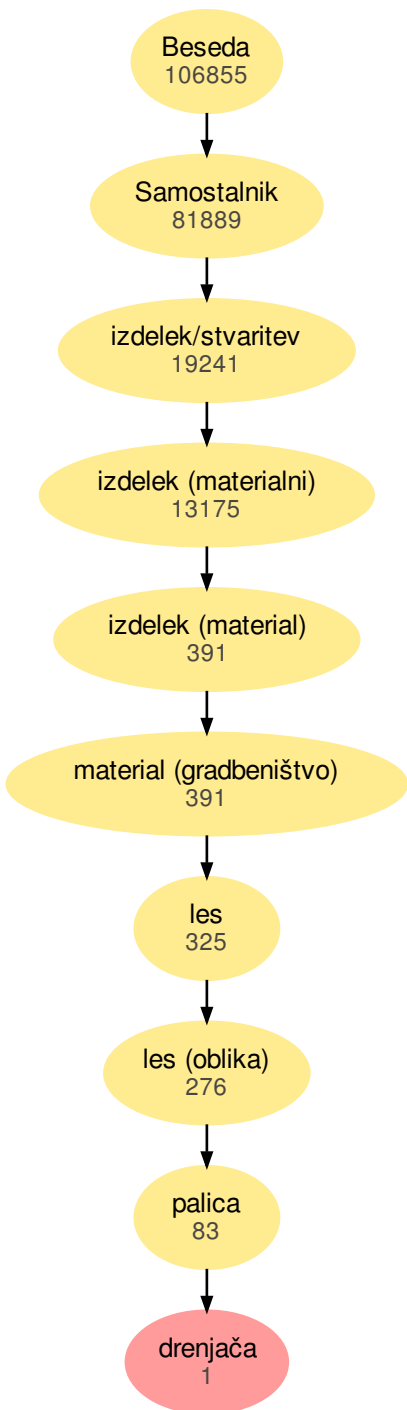 Beseda
106855
Samostalnik
81889
izdelek/stvaritev
19241
izdelek (materialni)
13175
izdelek (material)
391
material (gradbeništvo)
391
les
325
les (oblika)
276
palica
83
drenjača
1